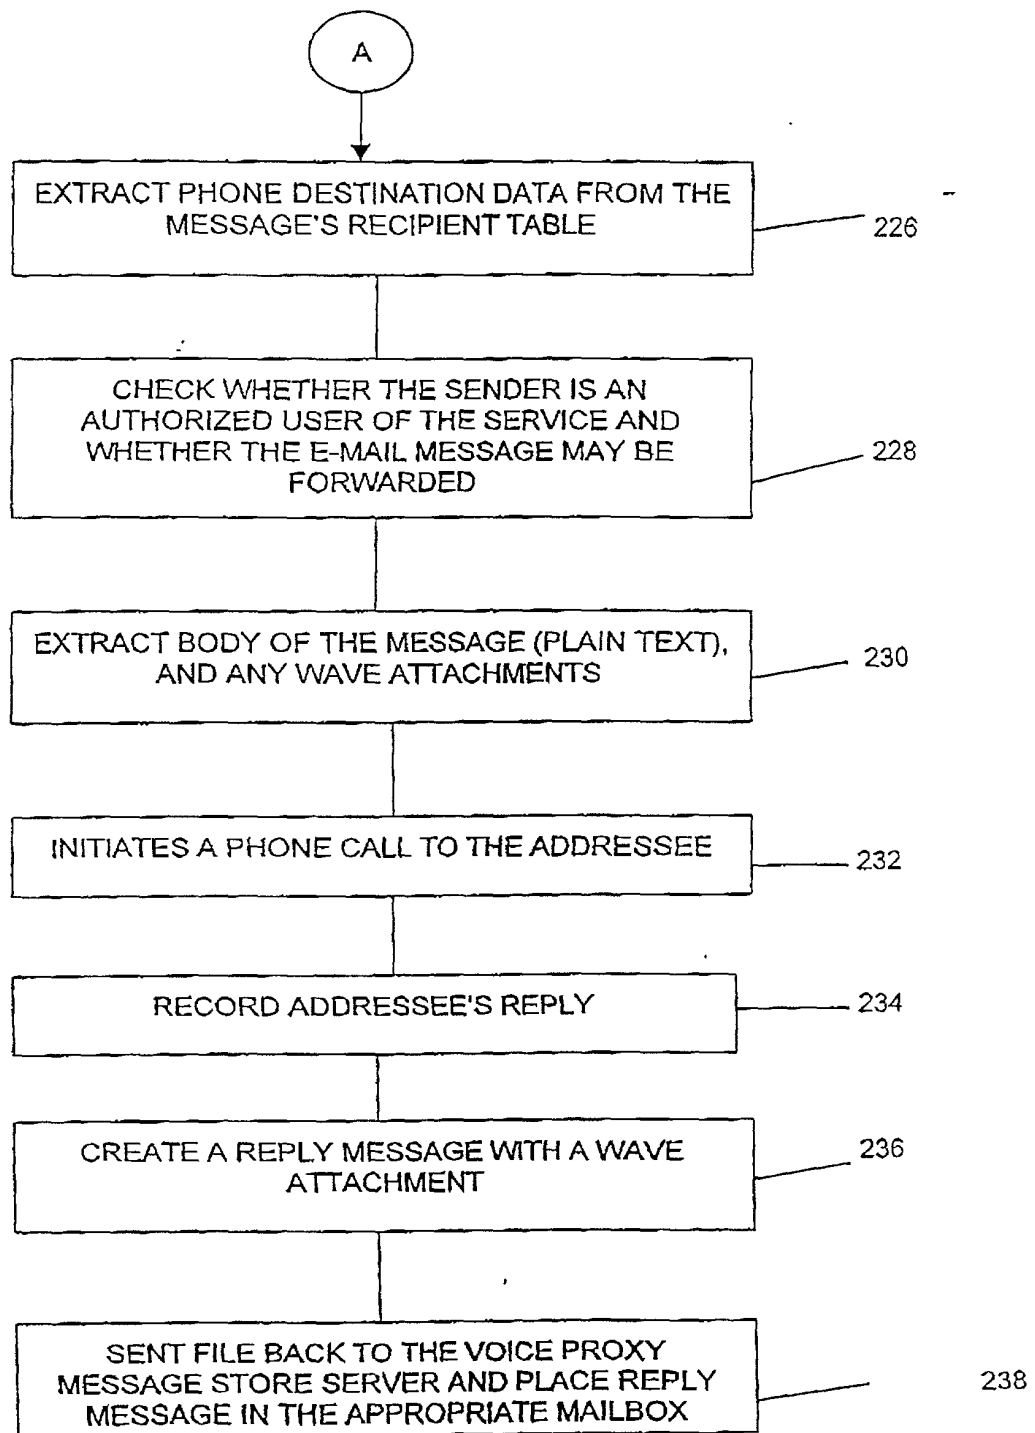 A
EXTRACT PHONE DESTINATION DATA FROM THE
MESSAGE'S RECIPIENT TABLE
226
CHECK WHETHER THE SENDER IS AN
AUTHORIZED USER OF THE SERVICE AND
WHETHER THE E-MAIL MESSAGE MAY BE
FORWARDED
228
EXTRACT BODY OF THE MESSAGE (PLAIN TEXT),
AND ANY WAVE ATTACHMENTS
230
INITIATES A PHONE CALL TO THE ADDRESSEE
232
RECORD ADDRESSEE'S REPLY
234
CREATE A REPLY MESSAGE WITH A WAVE
ATTACHMENT
236
SENT FILE BACK TO THE VOICE PROXY
MESSAGE STORE SERVER AND PLACE REPLY
MESSAGE IN THE APPROPRIATE MAILBOX
238